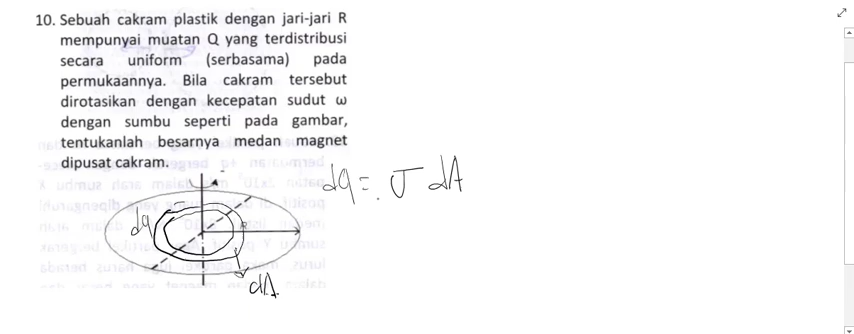 10. Sebuah cakram plastik dengan jari-jari R
mempunyai muatan Q yang terdistribusi
secara uniform (serbasama) pada
permukaannya. Bila cakram tersebut
dirotasikan dengan kecepatan sudut ω
dengan sumbu seperti pada gambar,
tentukanlah besarnya medan magnet
dipusat cakram.
dq = σ dA
dq
R
dA